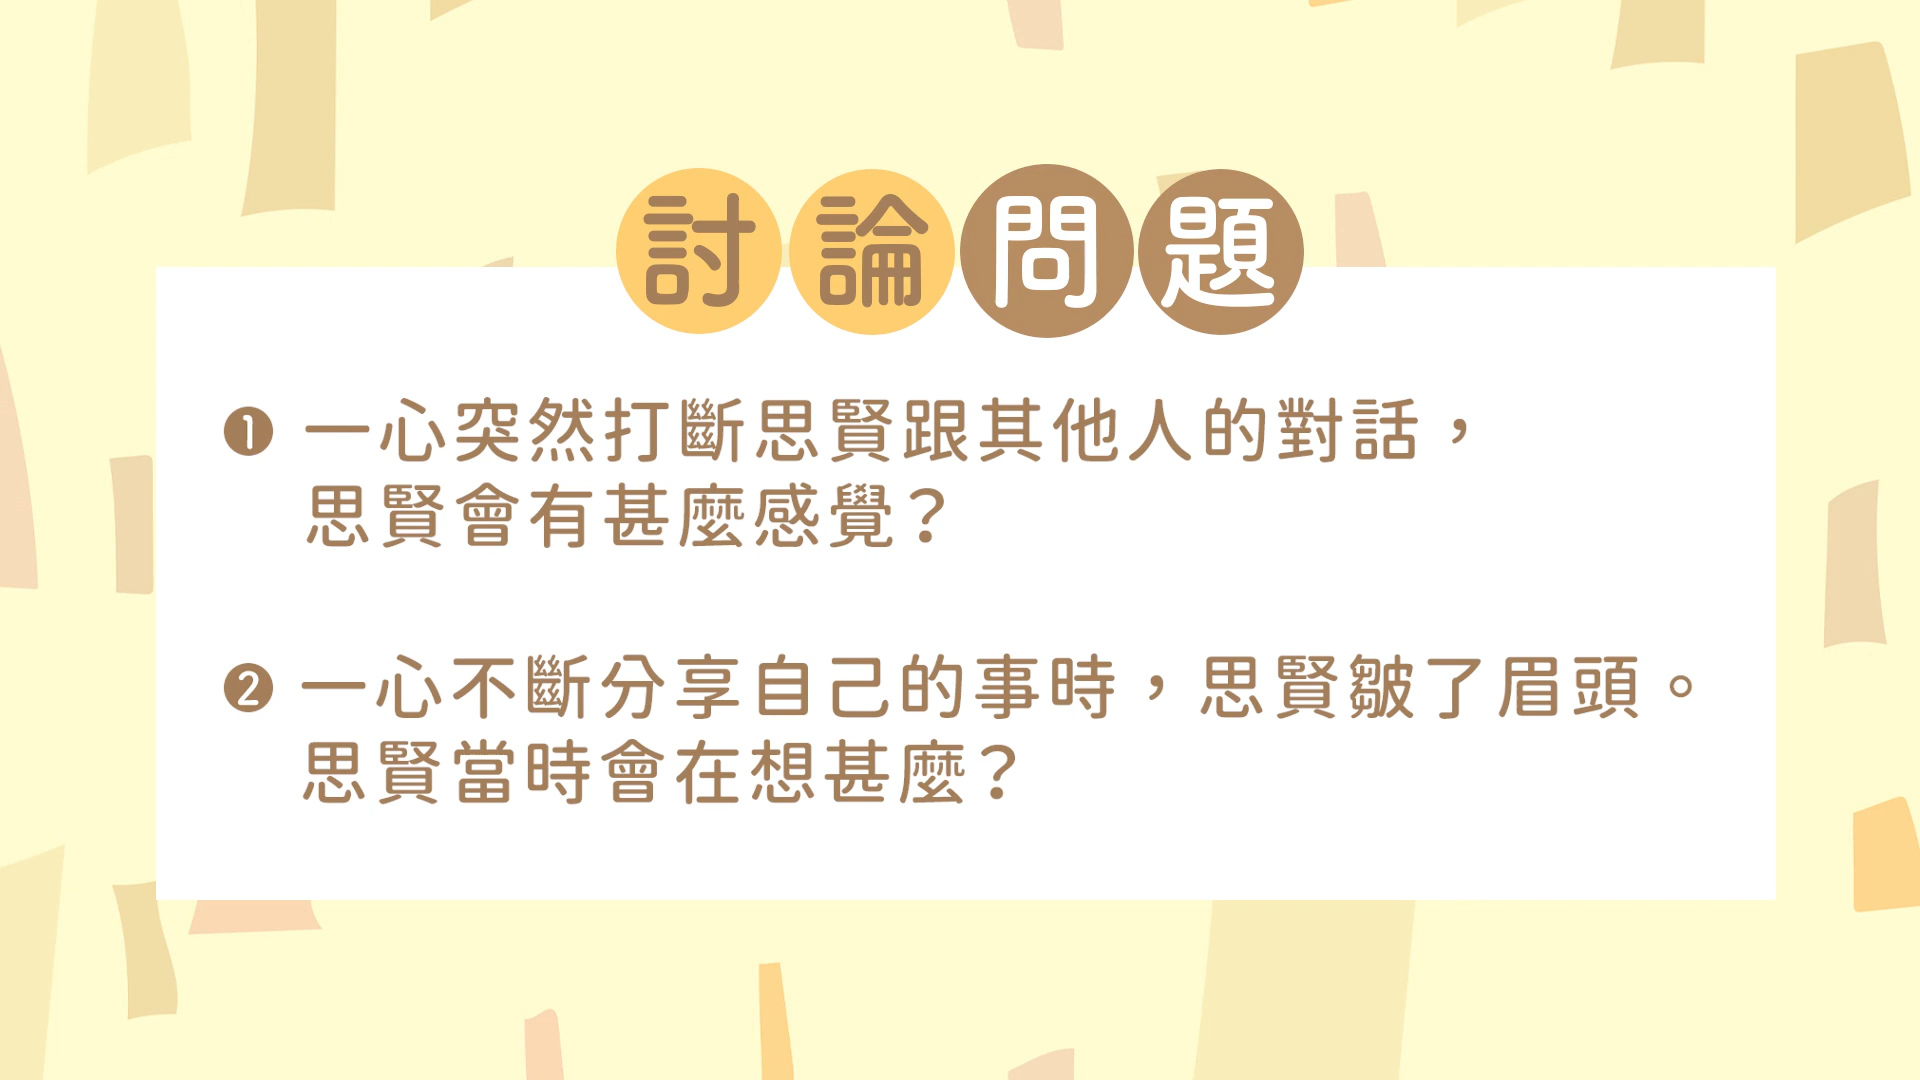 討論問題
❶ 一心突然打斷思賢跟其他人的對話，
思賢會有甚麼感覺？
❷ 一心不斷分享自己的事時，思賢皺了眉頭。
思賢當時會在想甚麼？